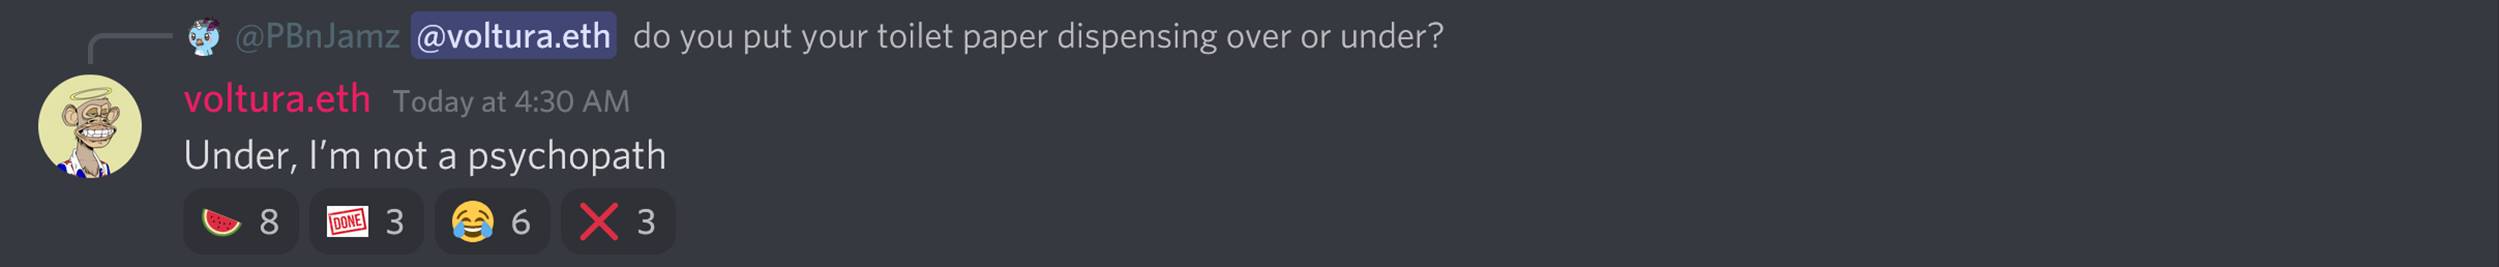 @PBnJamz @voltura.eth do you put your toilet paper dispensing over or under?
voltura.eth Today at 4:30 AM
Under, I’m not a psychopath
8 DONE 3 6 3